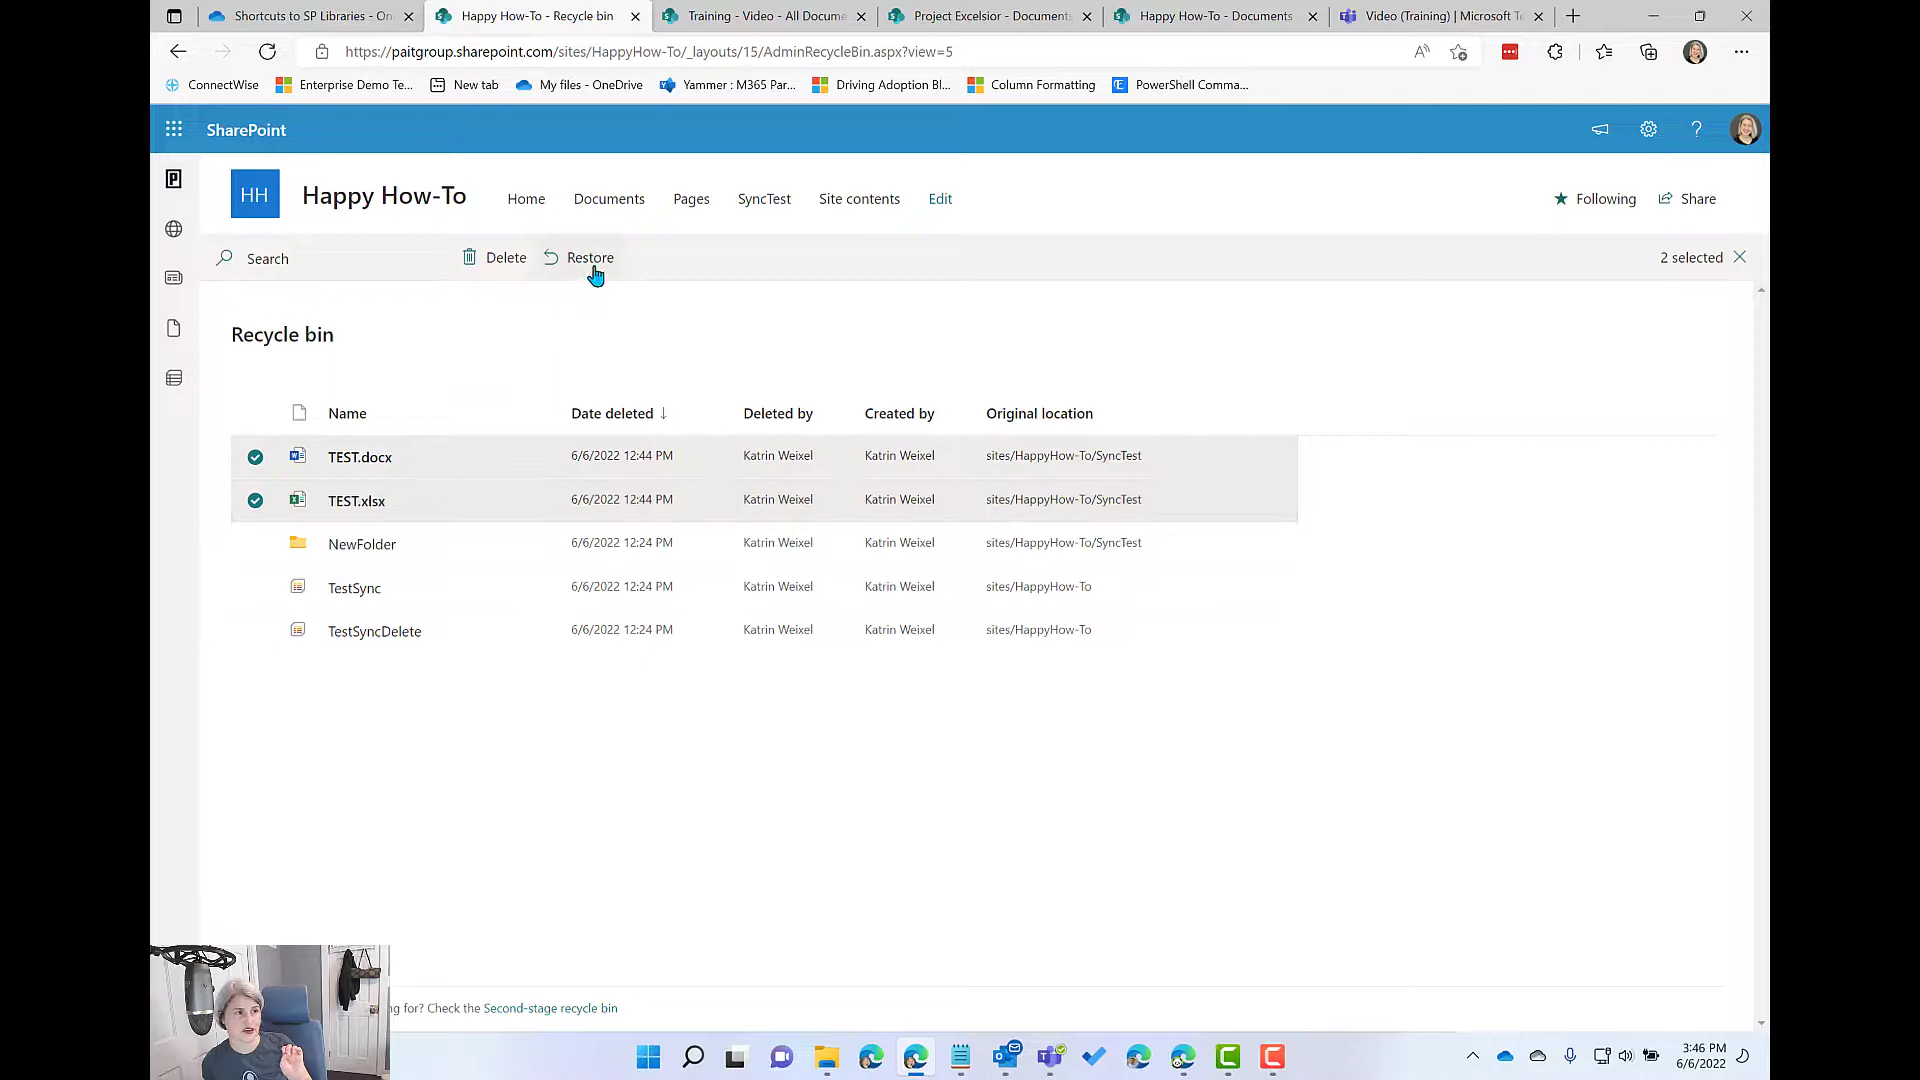 Shortcuts to SP Libraries - On
Happy How-To - Recycle bin
Training - Video - All Docume
Project Excelsior - Documents
Happy How-To - Documents
Video (Training) | Microsoft Te
https://paitgroup.sharepoint.com/sites/HappyHow-To/_layouts/15/AdminRecycleBin.aspx?view=5
ConnectWise
Enterprise Demo Te...
New tab
My files - OneDrive
Yammer : M365 Par...
Driving Adoption Bl...
Column Formatting
PowerShell Comma...
SharePoint
HH
Happy How-To
Home
Documents
Pages
SyncTest
Site contents
Edit
Following
Share
Search
Delete
Restore
2 selected
Recycle bin
Name Date deleted Deleted by Created by Original location
TEST.docx 6/6/2022 12:44 PM Katrin Weixel Katrin Weixel sites/HappyHow-To/SyncTest
TEST.xlsx 6/6/2022 12:44 PM Katrin Weixel Katrin Weixel sites/HappyHow-To/SyncTest
NewFolder 6/6/2022 12:24 PM Katrin Weixel Katrin Weixel sites/HappyHow-To/SyncTest
TestSync 6/6/2022 12:24 PM Katrin Weixel Katrin Weixel sites/HappyHow-To
TestSyncDelete 6/6/2022 12:24 PM Katrin Weixel Katrin Weixel sites/HappyHow-To
ng for? Check the Second-stage recycle bin
3:46 PM
6/6/2022